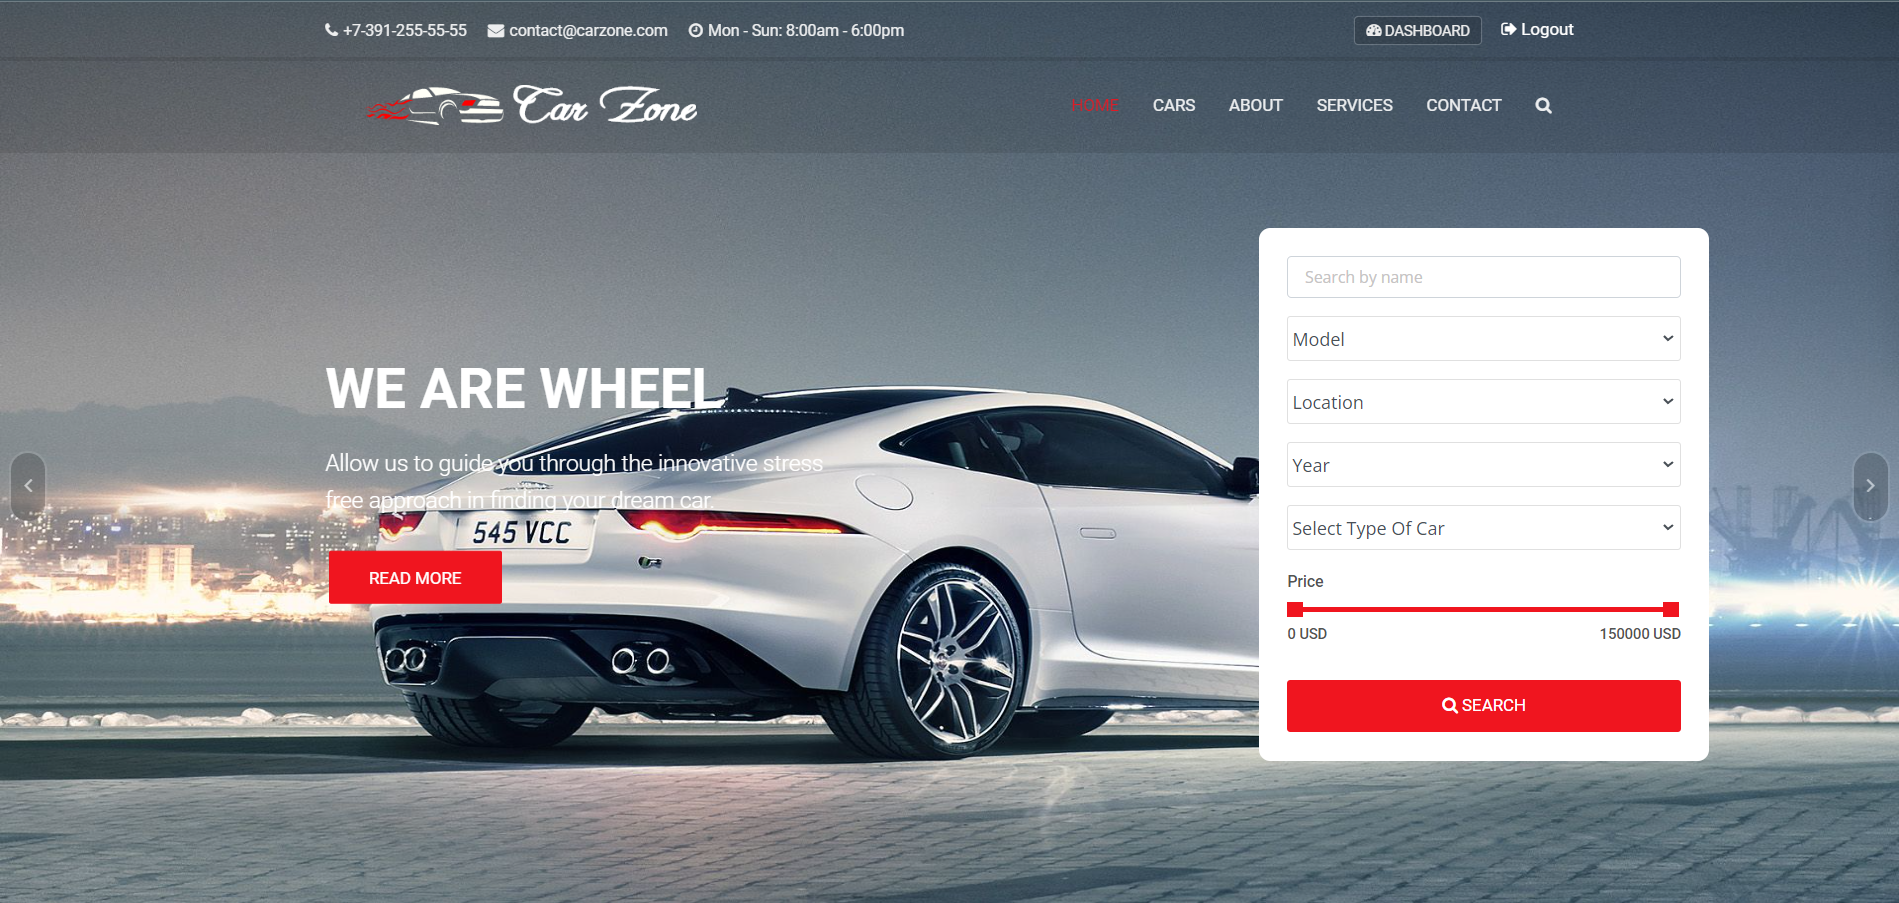 +7-391-255-55-55 contact@carzone.com Mon - Sun: 8:00am - 6:00pm DASHBOARD Logout
Car Zone HOME CARS ABOUT SERVICES CONTACT
Search by name
Model
Location
Year
Select Type Of Car
Price
0 USD 150000 USD
SEARCH
WE ARE WHEEL
Allow us to guide you through the innovative stress
free approach in finding your dream car.
545 VCC
READ MORE